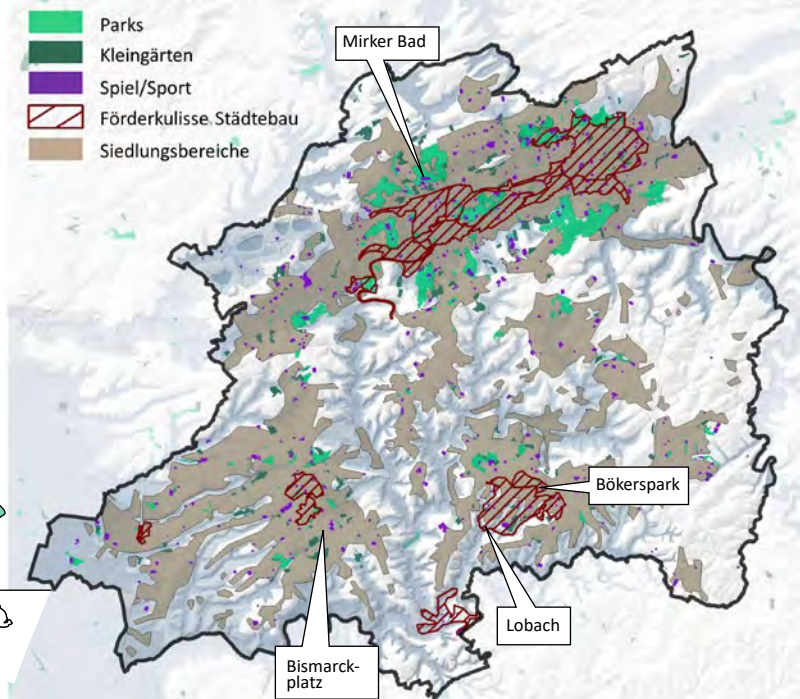 Parks
Kleingärten
Spiel/Sport
Förderkulisse Städtebau
Siedlungsbereiche
Mirker Bad
Bökerspark
Lobach
Bismarck-
platz